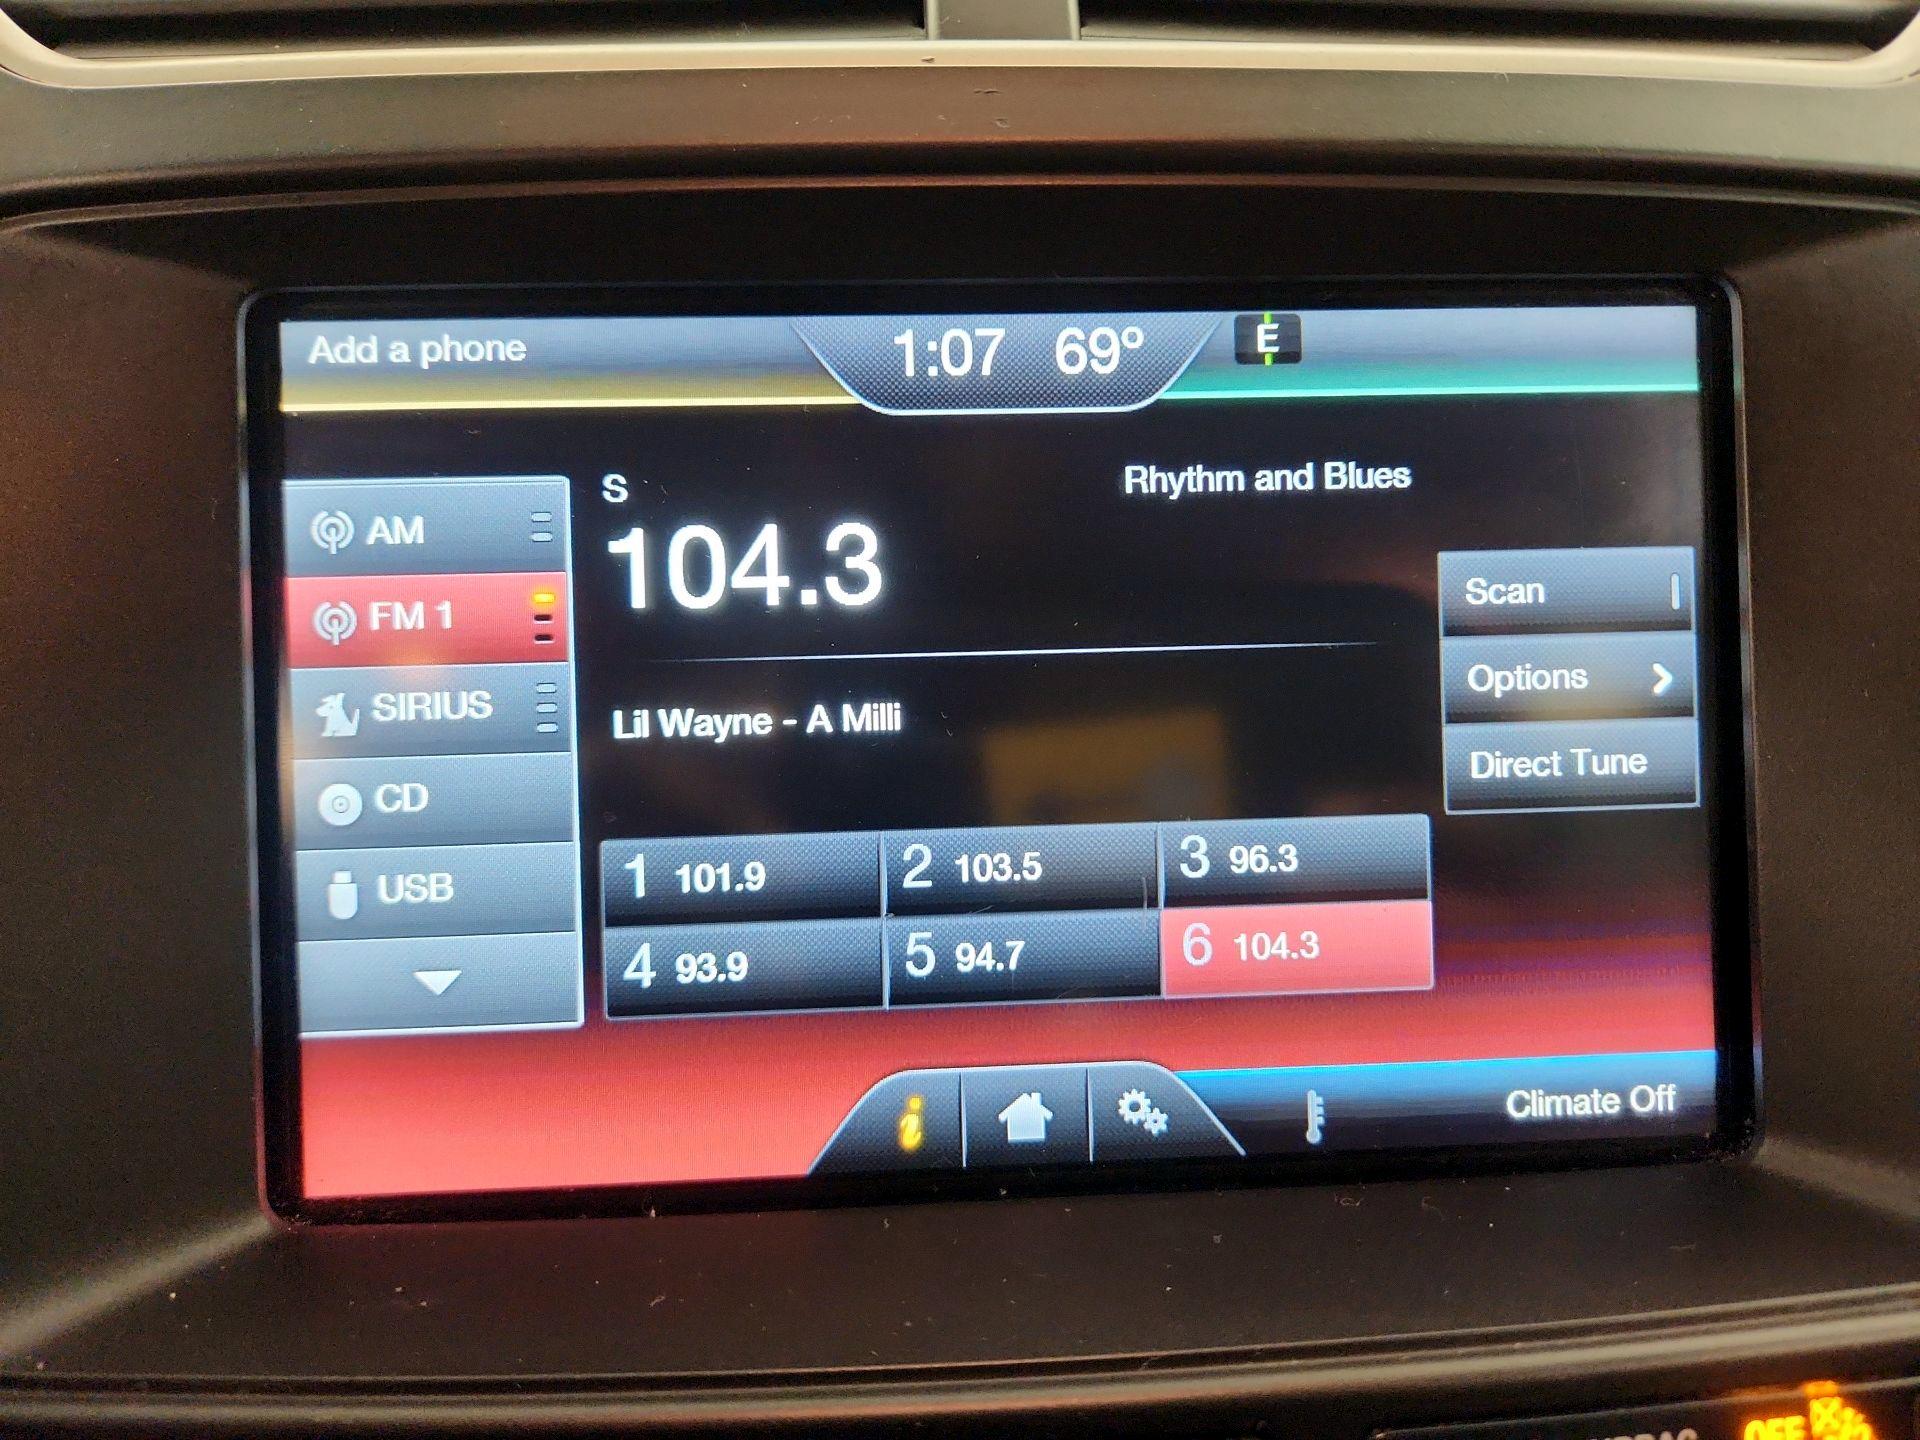 Add a phone
1:07 69°
E
S
Rhythm and Blues
104.3
AM
FM 1
SIRIUS
CD
USB
Lil Wayne - A Milli
Scan
Options
Direct Tune
1 101.9
2 103.5
3 96.3
4 93.9
5 94.7
6 104.3
i
Climate Off
OFF